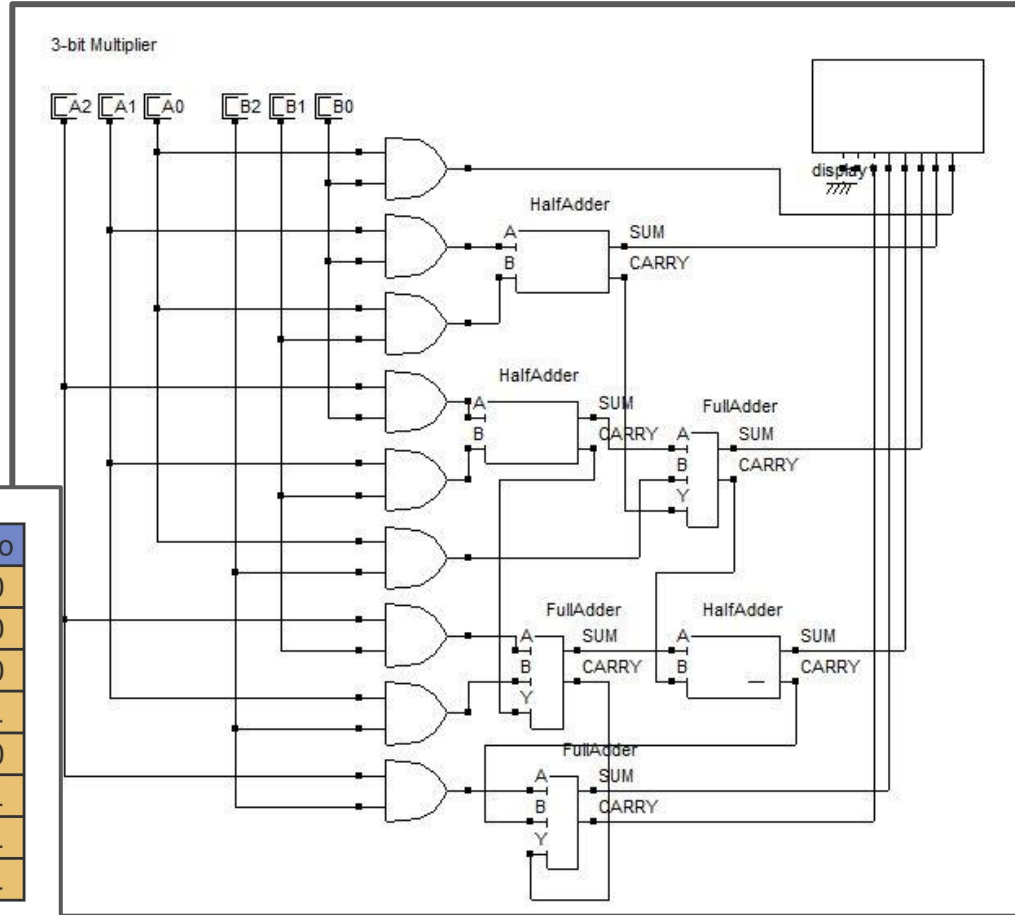 3-bit Multiplier
A2 A1 A0 B2 B1 B0
display1
HalfAdder
A SUM
B CARRY
HalfAdder
A SUM
B CARRY
FullAdder
A SUM
B CARRY
Y
FullAdder
A SUM
B CARRY
Y
HalfAdder
A SUM
B CARRY
FullAdder
A SUM
B CARRY
Y